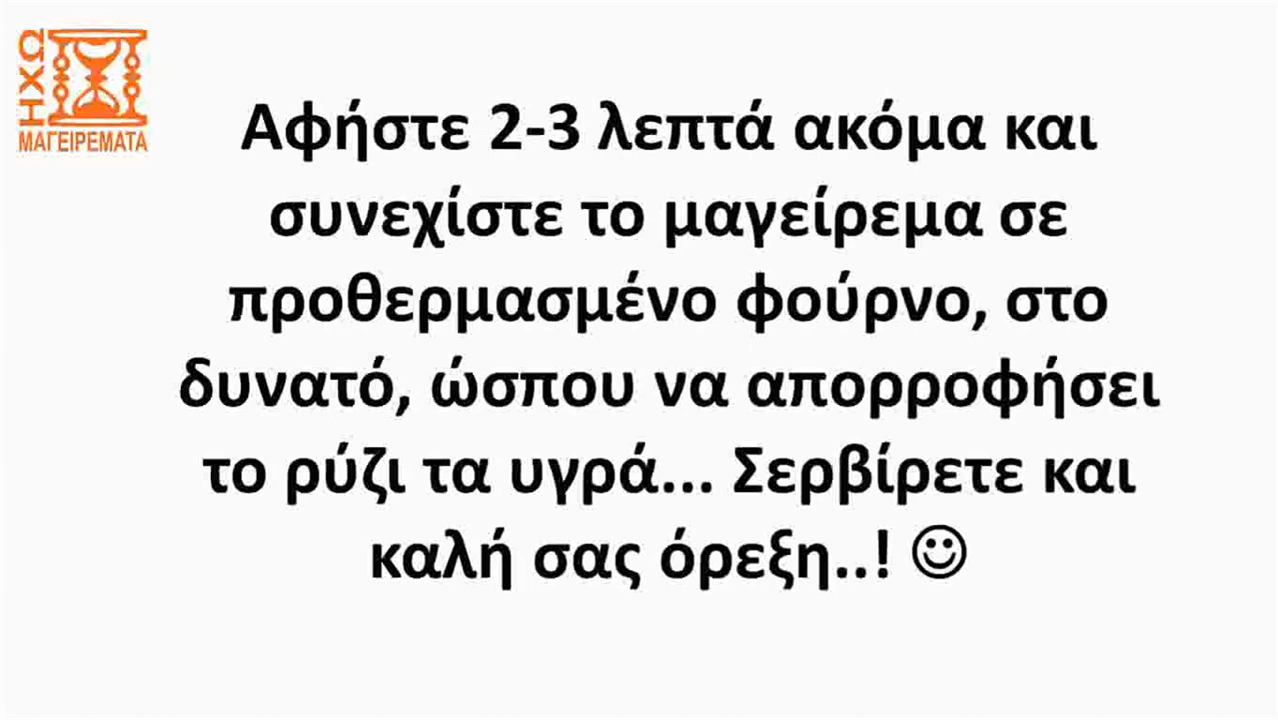 ΗΧΩ
ΜΑΓΕΙΡΕΜΑΤΑ
Αφήστε 2-3 λεπτά ακόμα και
συνεχίστε το μαγείρεμα σε
προθερμασμένο φούρνο, στο
δυνατό, ώσπου να απορροφήσει
το ρύζι τα υγρά... Σερβίρετε και
καλή σας όρεξη..! ☺